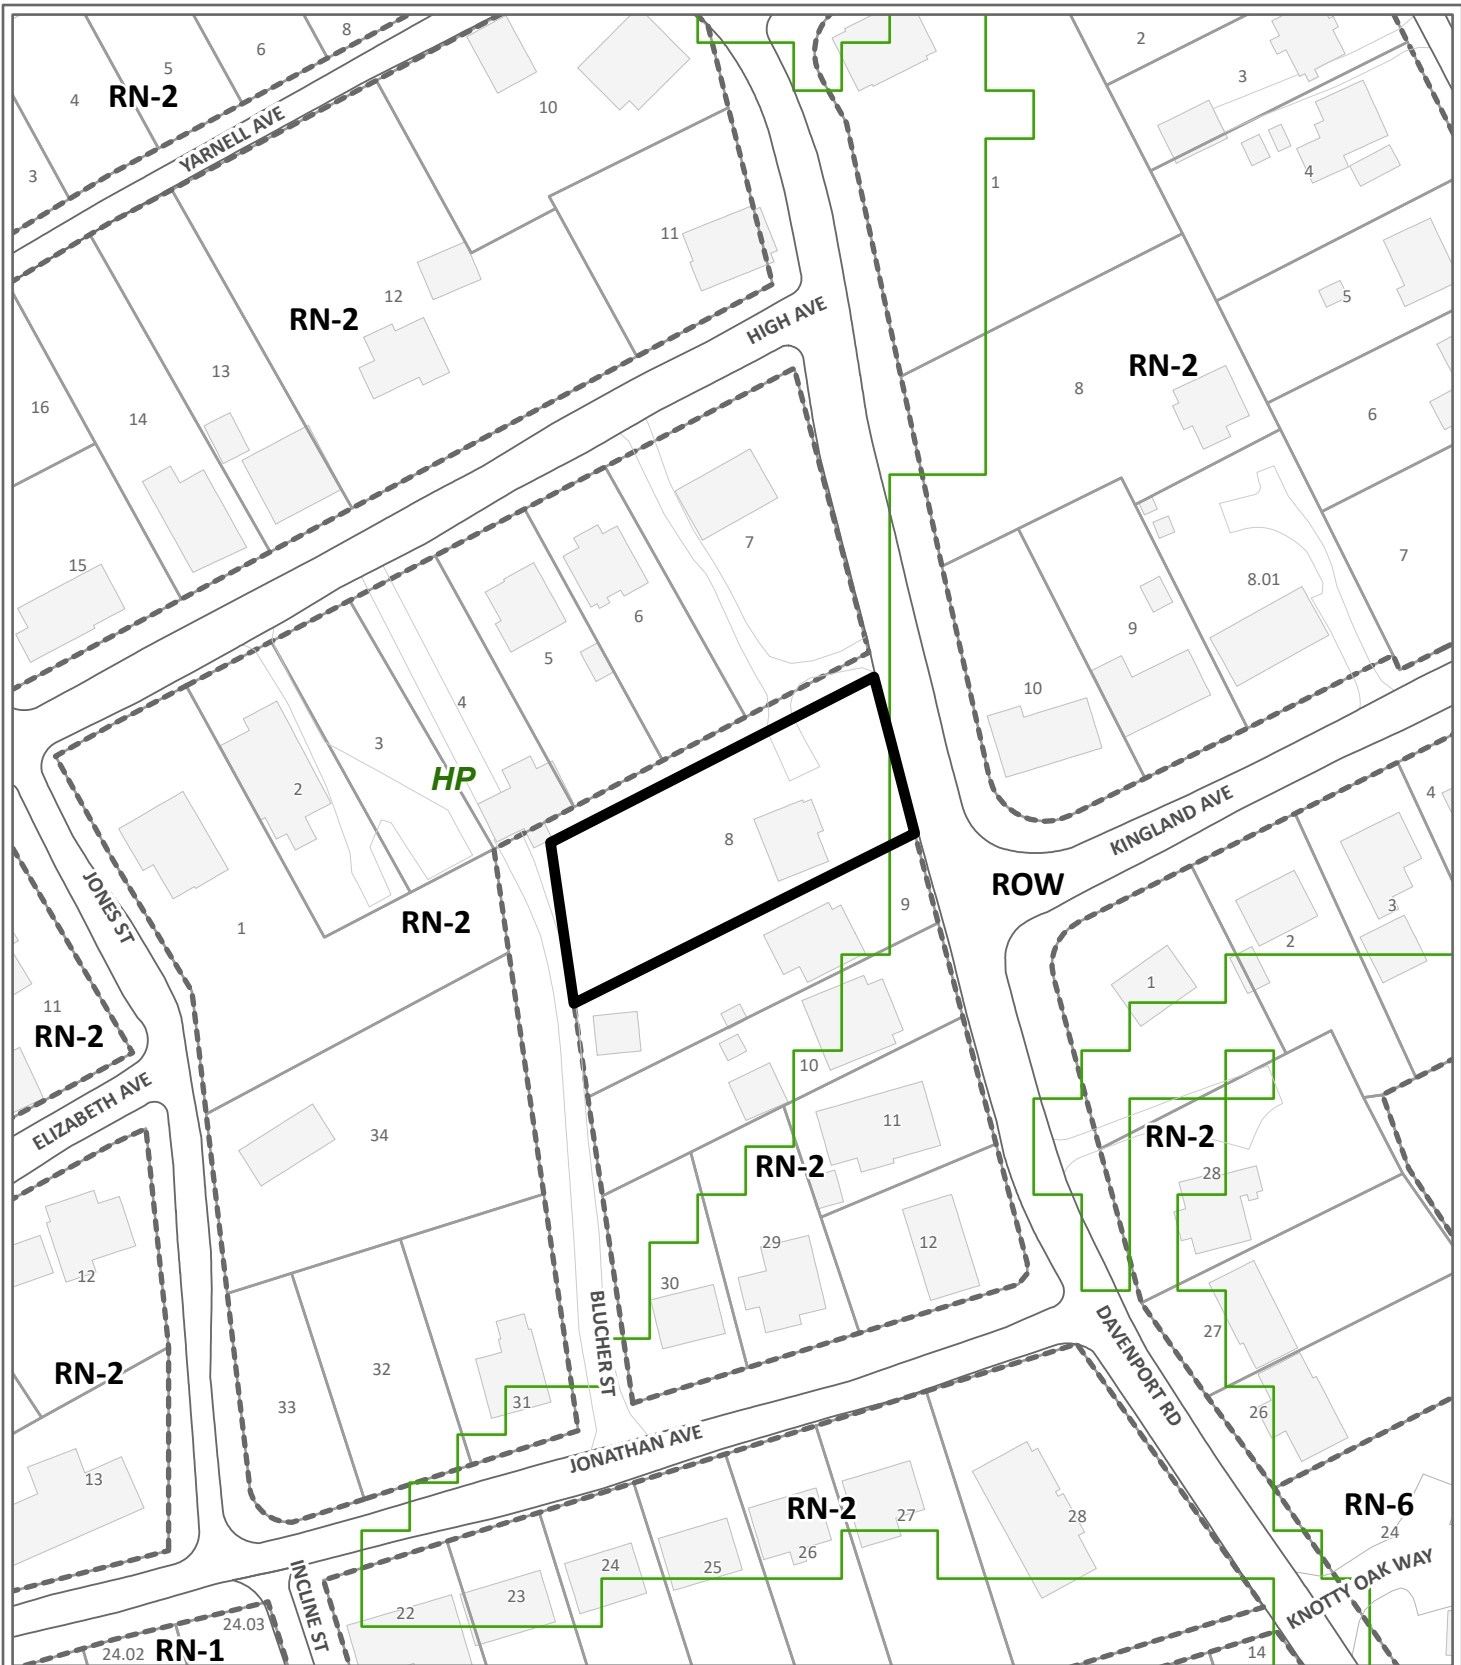 8
2
6
5
3
4
RN-2
10
YARNELL AVE
3
4
1
11
5
12
HIGH AVE
RN-2
RN-2
13
8
16
14
6
7
7
15
8.01
6
9
5
10
4
3
HP
2
4
KINGLAND AVE
8
ROW
JONES ST
9
3
RN-2
1
2
1
11
RN-2
10
ELIZABETH AVE
11
34
RN-2
RN-2
28
29
12
12
30
BLUCHER ST
27
DAVENPORT RD
32
RN-2
33
31
26
JONATHAN AVE
13
RN-2
RN-6
27
28
24
26
24
25
KNOTTY OAK WAY
INCLINE ST
23
22
24.03
24.02
RN-1
14